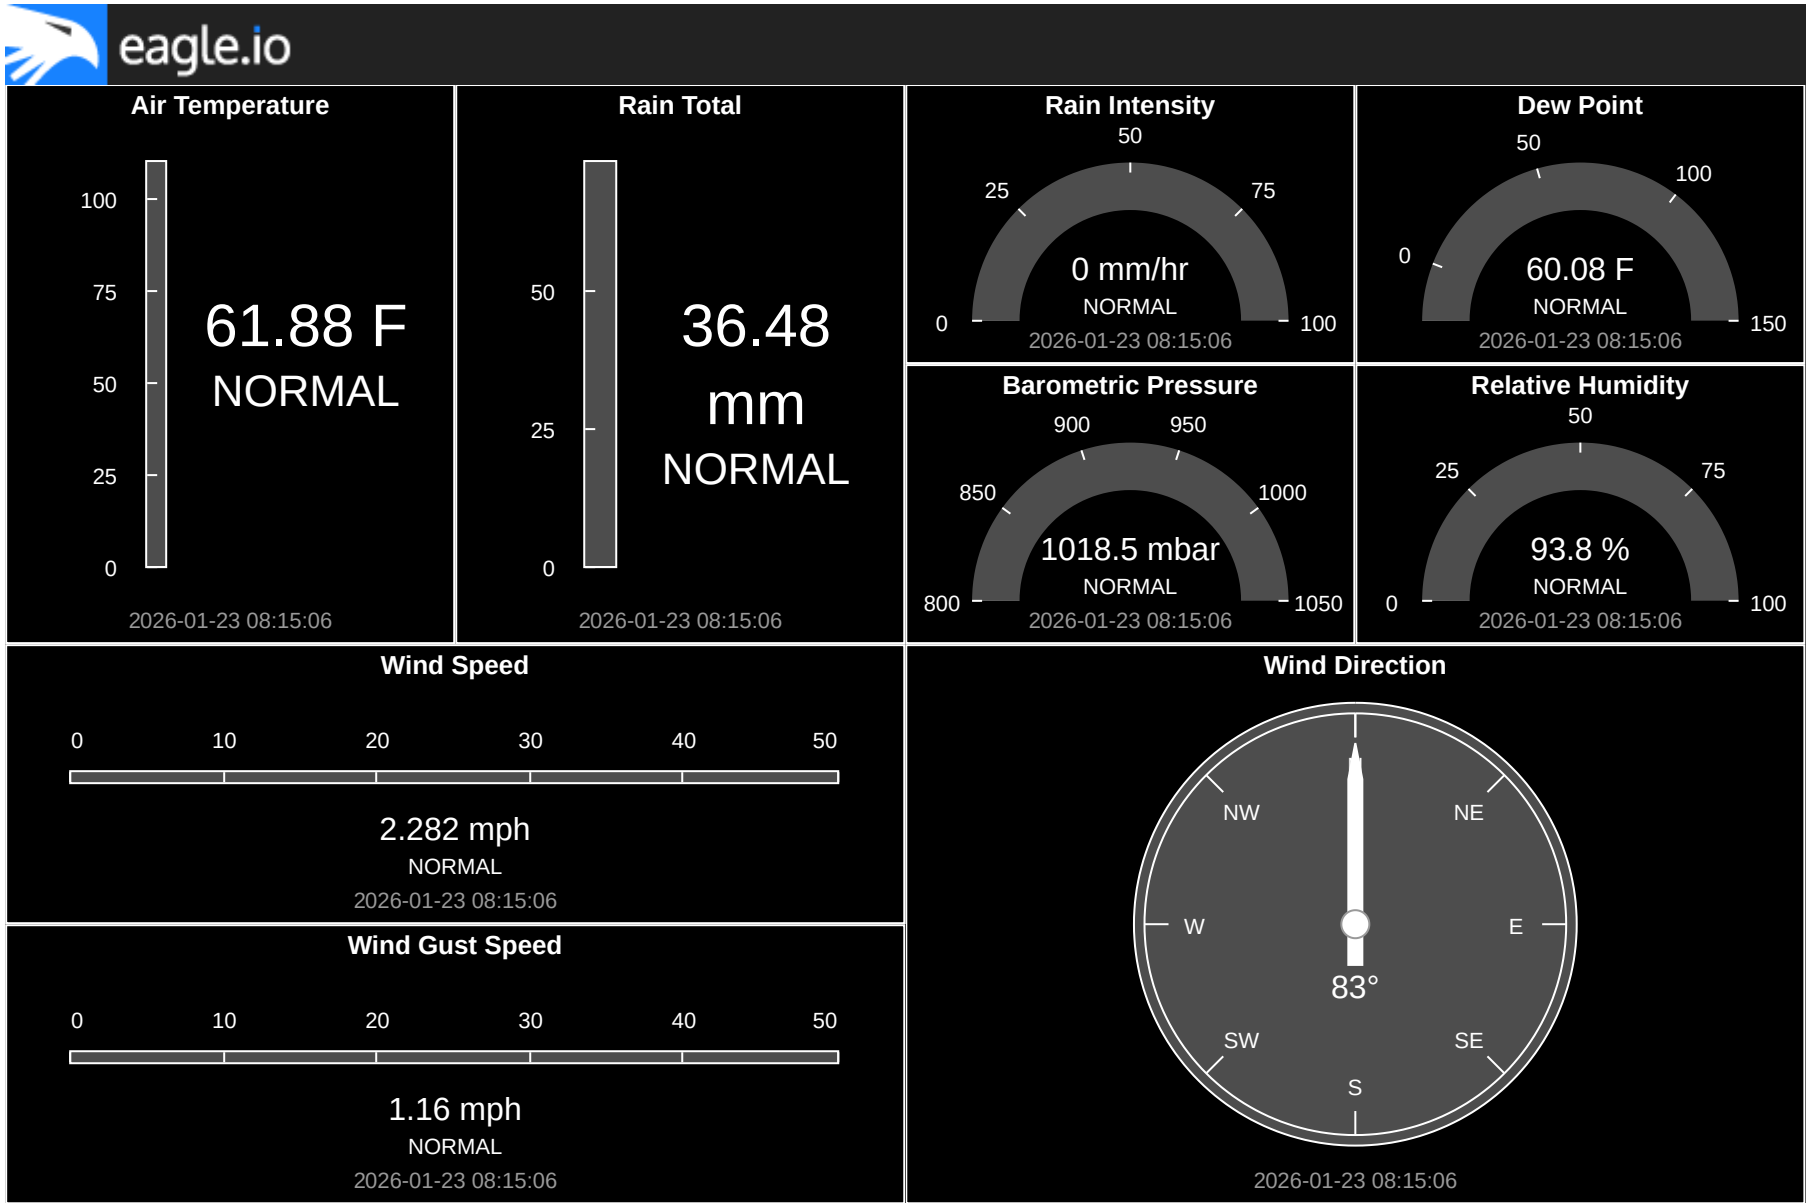 eagle.io
Air Temperature
100
75
50
25
0
61.88 F
NORMAL
2026-01-23 08:15:06
Rain Total
50
25
0
36.48
mm
NORMAL
2026-01-23 08:15:06
Rain Intensity
50
25
75
0
100
0 mm/hr
NORMAL
2026-01-23 08:15:06
Dew Point
50
100
0
150
60.08 F
NORMAL
2026-01-23 08:15:06
Barometric Pressure
900
950
850
1000
800
1050
1018.5 mbar
NORMAL
2026-01-23 08:15:06
Relative Humidity
50
25
75
0
100
93.8 %
NORMAL
2026-01-23 08:15:06
Wind Speed
0 10 20 30 40 50
2.282 mph
NORMAL
2026-01-23 08:15:06
Wind Gust Speed
0 10 20 30 40 50
1.16 mph
NORMAL
2026-01-23 08:15:06
Wind Direction
NW NE
W E
83°
SW SE
S
2026-01-23 08:15:06